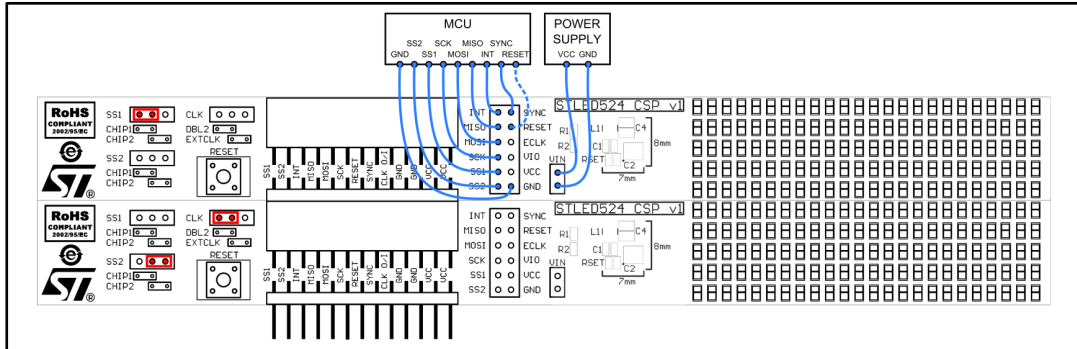 MCU
SS2 SCK MISO SYNC
GND SS1 MOSI INT RESET
POWER
SUPPLY
VCC GND
RoHS
COMPLIANT
2002/95/EC
e
ST®
SS1
CHIP1
CHIP2
SS2
CHIP1
CHIP2
CLK
DBL2
EXTCLK
RESET
SS1
SS2
INT
MISO
MOSI
SCK
RESET
SYNC
CLK O/I
GND
GND
VCC
VCC
INT SYNC
MISO RESET
MOSI ECLK
SCK VIO
SS1 VCC
SS2 GND
VIN
STLED524 CSP v1
R1 L1 C4
R2 C1
RSET C2
8mm
7mm
RoHS
COMPLIANT
2002/95/EC
e
ST®
SS1
CHIP1
CHIP2
SS2
CHIP1
CHIP2
CLK
DBL2
EXTCLK
RESET
SS1
SS2
INT
MISO
MOSI
SCK
RESET
SYNC
CLK O/I
GND
GND
VCC
VCC
INT SYNC
MISO RESET
MOSI ECLK
SCK VIO
SS1 VCC
SS2 GND
VIN
STLED524 CSP v1
R1 L1 C4
R2 C1
RSET C2
8mm
7mm